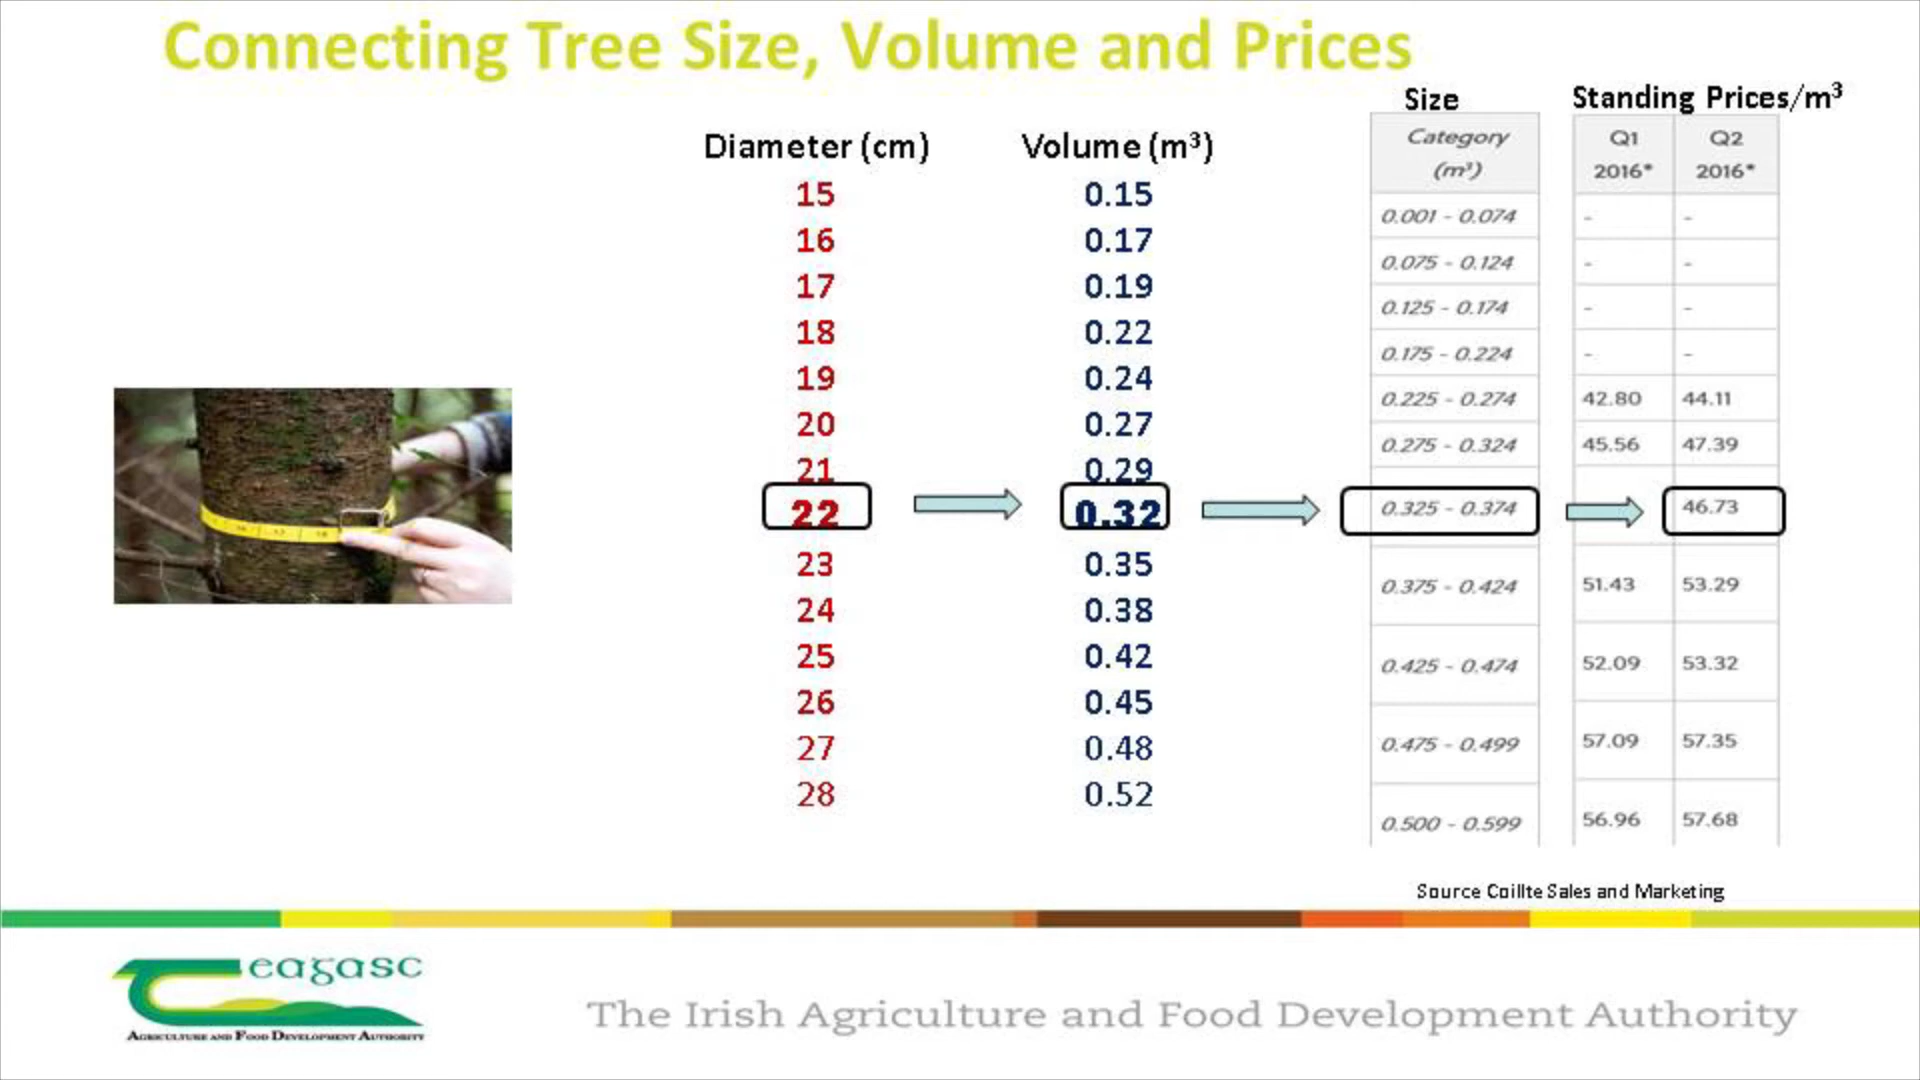 Connecting Tree Size, Volume and Prices
Size Standing Prices/m³
Diameter (cm) Volume (m³) Category (m³) Q1 2016* Q2 2016*
15 0.15 0.001 - 0.074 - -
16 0.17 0.075 - 0.124 - -
17 0.19 0.125 - 0.174 - -
18 0.22 0.175 - 0.224 - -
19 0.24 0.225 - 0.274 42.80 44.11
20 0.27 0.275 - 0.324 45.56 47.39
21 0.29
22 0.32 0.325 - 0.374 46.73
23 0.35 0.375 - 0.424 51.43 53.29
24 0.38
25 0.42 0.425 - 0.474 52.09 53.32
26 0.45
27 0.48 0.475 - 0.499 57.09 57.35
28 0.52 0.500 - 0.599 56.96 57.68
Source Coillte Sales and Marketing
Teagasc
AGRICULTURE AND FOOD DEVELOPMENT AUTHORITY
The Irish Agriculture and Food Development Authority